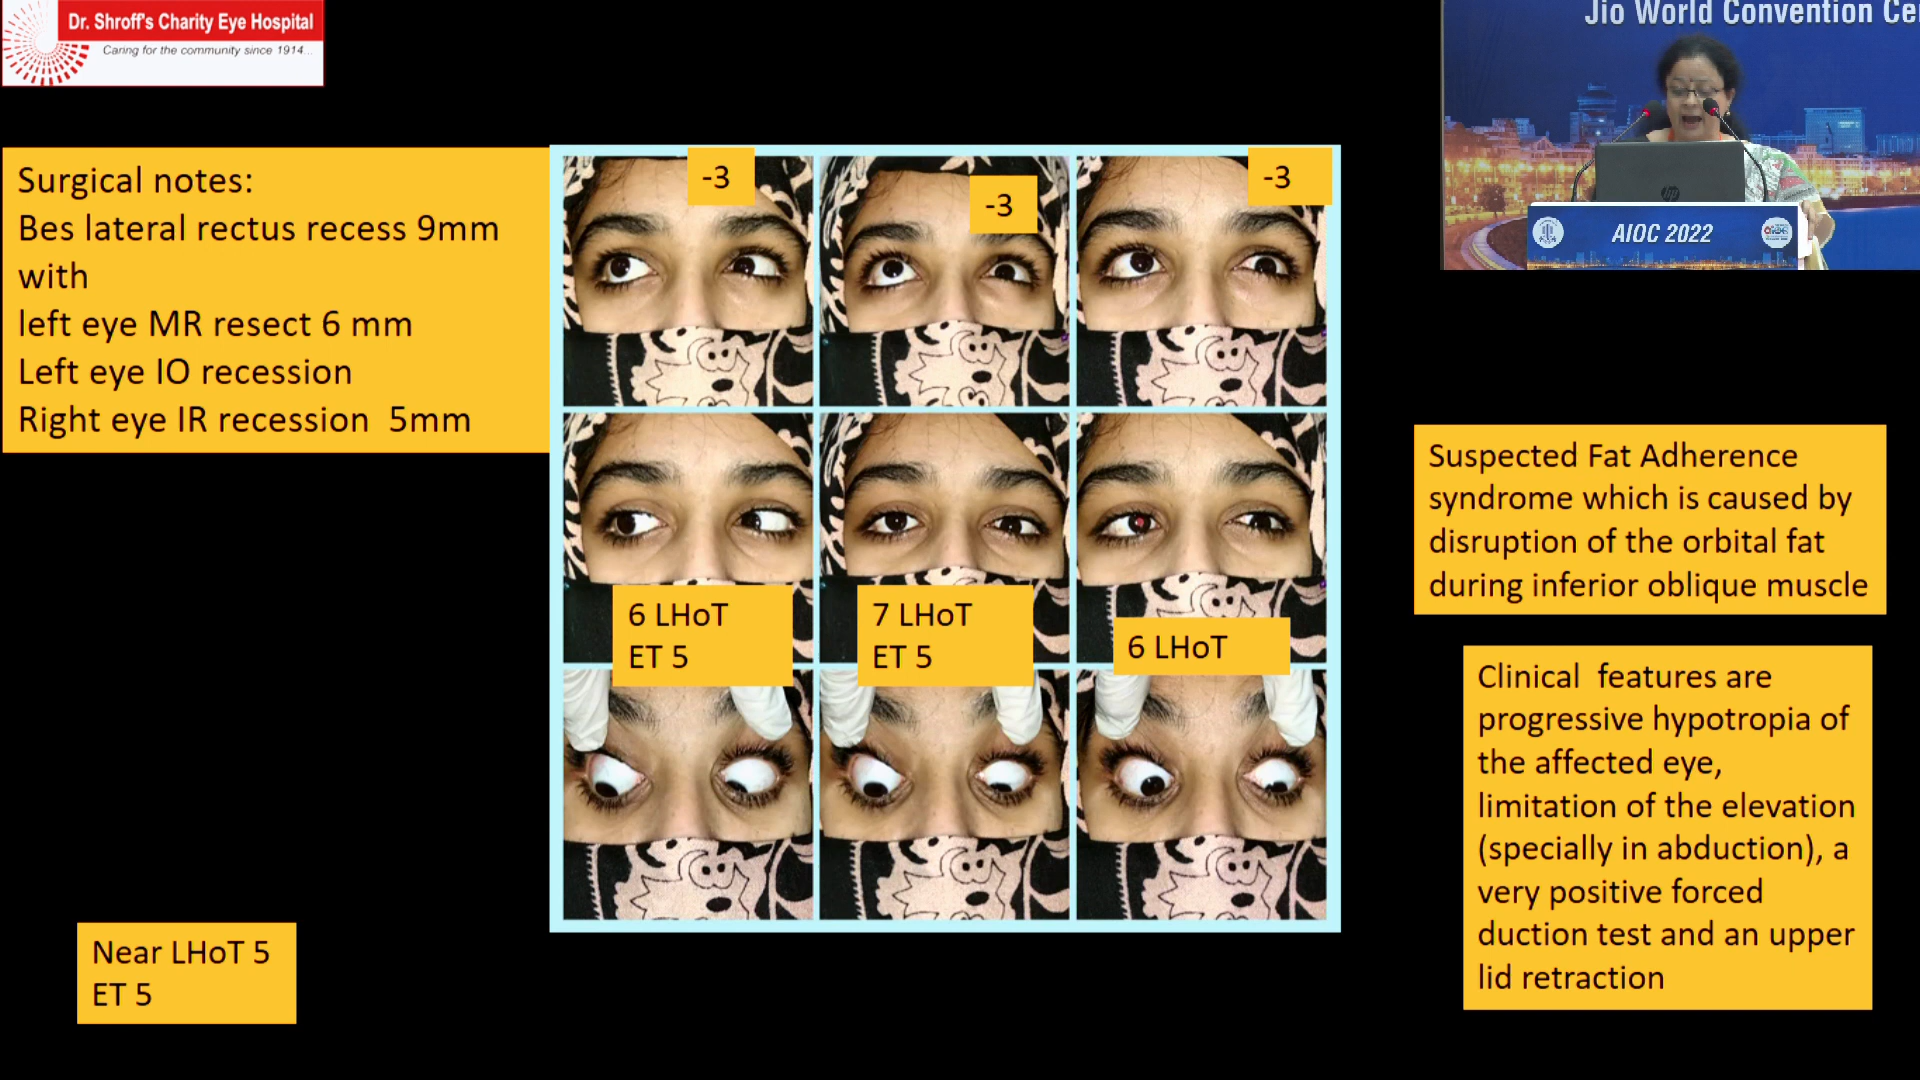 Dr. Shroff's Charity Eye Hospital
Caring for the community since 1914...
Jio World Convention Ce
AIOC 2022
Surgical notes:
Bes lateral rectus recess 9mm
with
left eye MR resect 6 mm
Left eye IO recession
Right eye IR recession 5mm
-3
-3
-3
6 LHoT
ET 5
7 LHoT
ET 5
6 LHoT
Suspected Fat Adherence
syndrome which is caused by
disruption of the orbital fat
during inferior oblique muscle
Clinical features are
progressive hypotropia of
the affected eye,
limitation of the elevation
(specially in abduction), a
very positive forced
duction test and an upper
lid retraction
Near LHoT 5
ET 5